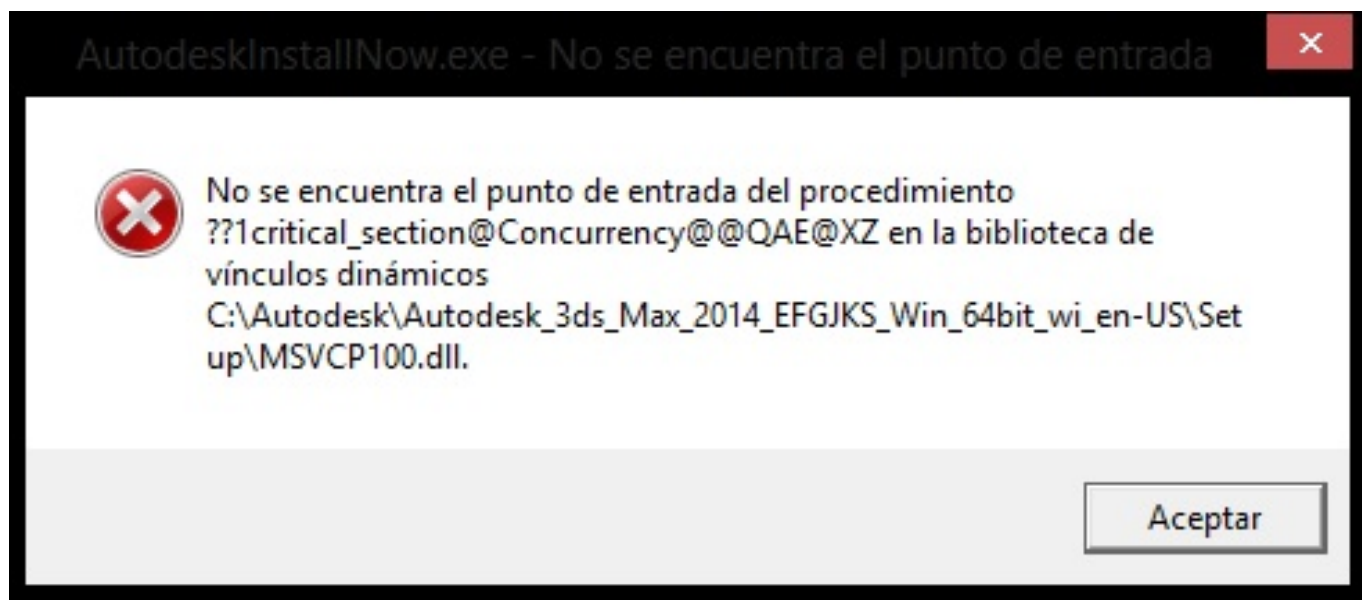 AutodeskInstallNow.exe - No se encuentra el punto de entrada
No se encuentra el punto de entrada del procedimiento
??1critical_section@Concurrency@@QAE@XZ en la biblioteca de
vínculos dinámicos
C:\Autodesk\Autodesk_3ds_Max_2014_EFGJKS_Win_64bit_wi_en-US\Set
up\MSVCP100.dll.
Aceptar